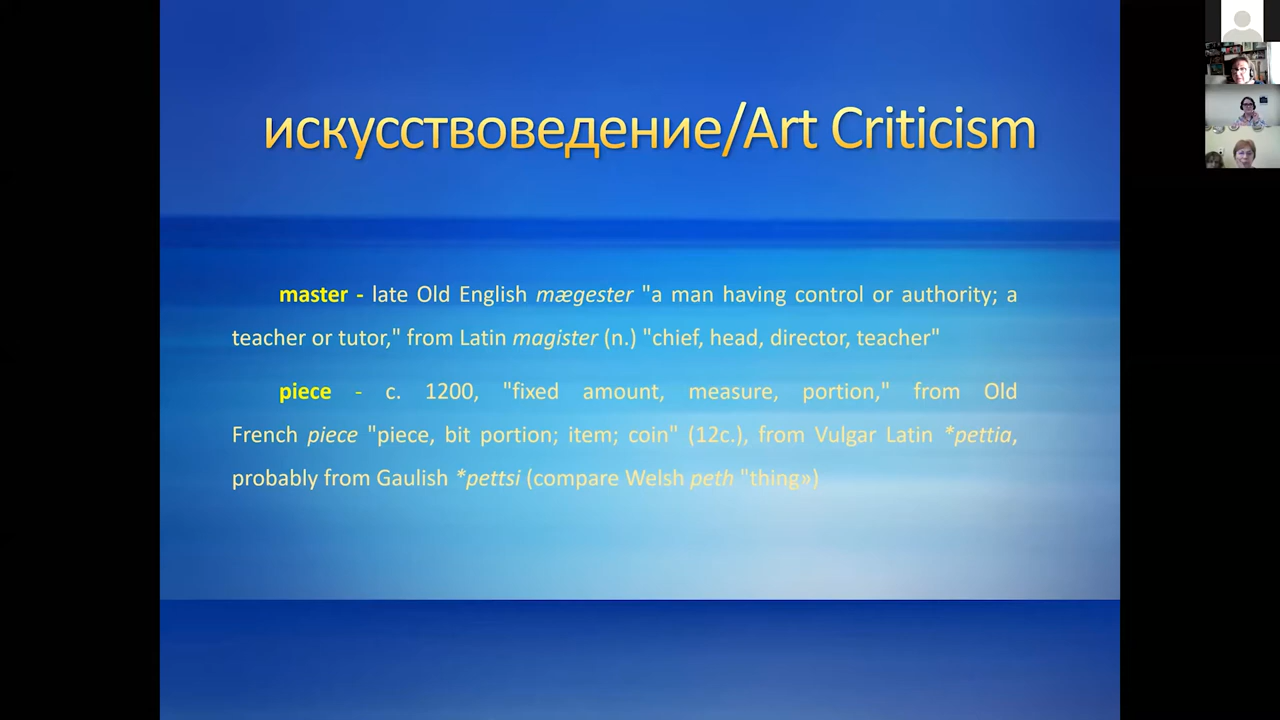 искусствоведение/Art Criticism
master - late Old English mægester "a man having control or authority; a
teacher or tutor," from Latin magister (n.) "chief, head, director, teacher"
piece - c. 1200, "fixed amount, measure, portion," from Old
French piece "piece, bit portion; item; coin" (12c.), from Vulgar Latin *pettia,
probably from Gaulish *pettsi (compare Welsh peth "thing»)